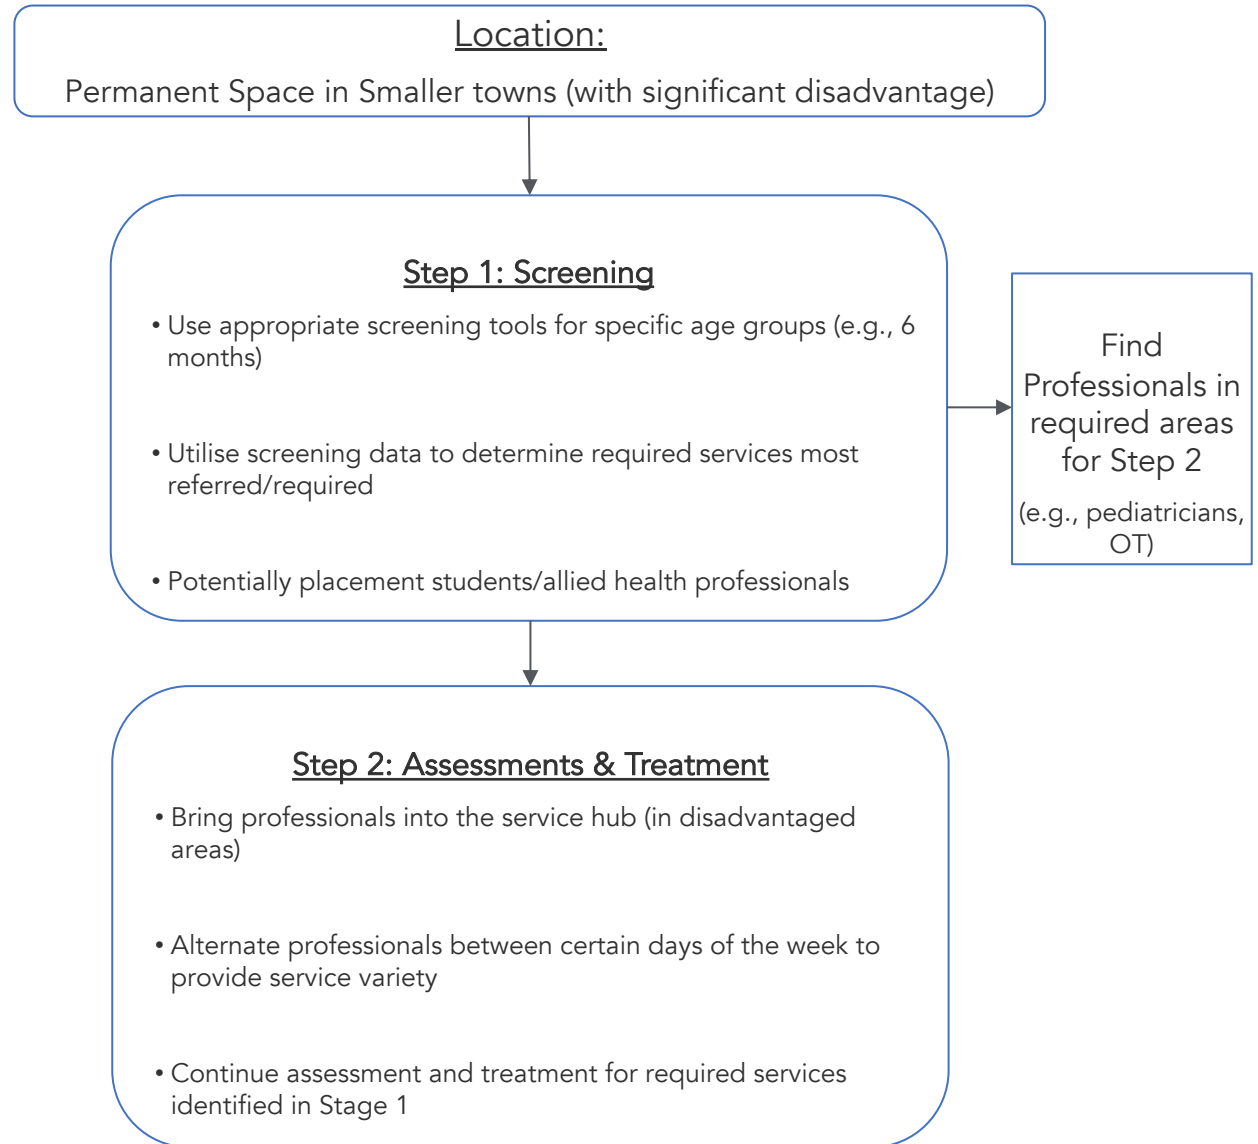 Location:
Permanent Space in Smaller towns (with significant disadvantage)
Step 1: Screening
• Use appropriate screening tools for specific age groups (e.g., 6
months)
• Utilise screening data to determine required services most
referred/required
• Potentially placement students/allied health professionals
Find
Professionals in
required areas
for Step 2
(e.g., pediatricians,
OT)
Step 2: Assessments & Treatment
• Bring professionals into the service hub (in disadvantaged
areas)
• Alternate professionals between certain days of the week to
provide service variety
• Continue assessment and treatment for required services
identified in Stage 1